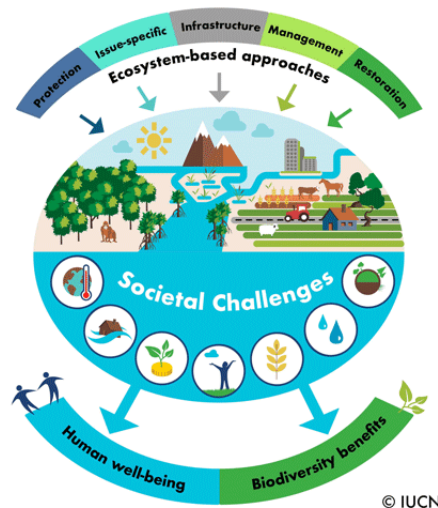 Protection
Issue-specific
Infrastructure
Management
Restoration
Ecosystem-based approaches
Societal Challenges
Human well-being
Biodiversity benefits
© IUCN